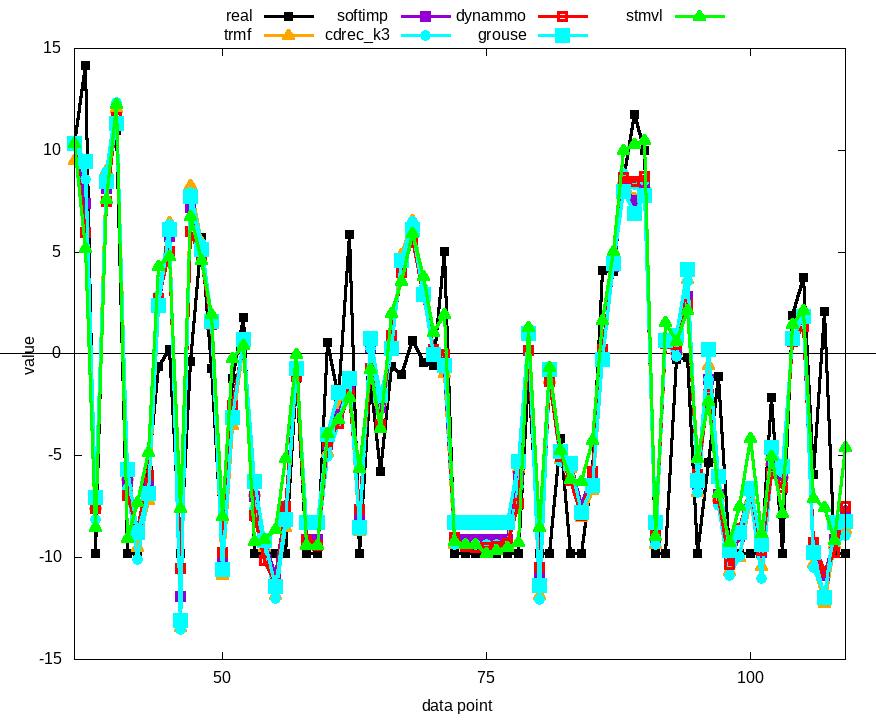 real softimp dynammo stmvl
trmf cdrec_k3 grouse
15
10
5
0
-5
-10
-15
value
50 75 100
data point